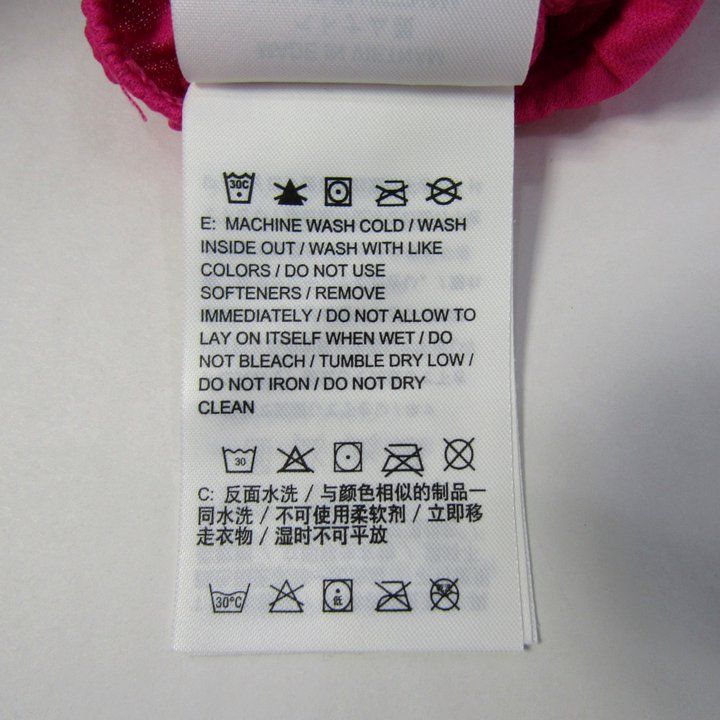 30C
E: MACHINE WASH COLD / WASH
INSIDE OUT / WASH WITH LIKE
COLORS / DO NOT USE
SOFTENERS / REMOVE
IMMEDIATELY / DO NOT ALLOW TO
LAY ON ITSELF WHEN WET / DO
NOT BLEACH / TUMBLE DRY LOW /
DO NOT IRON / DO NOT DRY
CLEAN
30
C: 反面水洗 / 与颜色相似的制品一
同水洗 / 不可使用柔软剂 / 立即移
走衣物 / 湿时不可平放
30°C 低